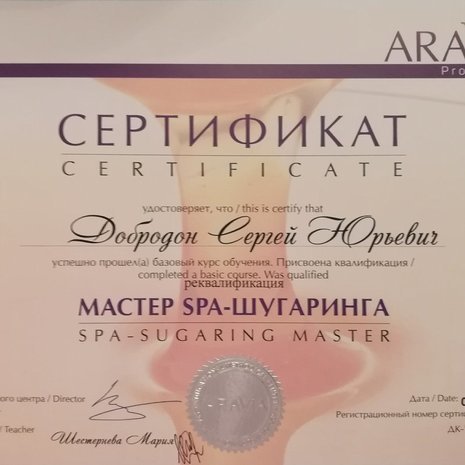 ARA
Pro
СЕРТИФИКАТ
CERTIFICATE
удостоверяет, что / this is certify that
Добродон Сергей Юрьевич
успешно прошел(а) базовый курс обучения. Присвоена квалификация /
completed a basic course. Was qualified
реквалификация
МАСТЕР SPA-ШУГАРИНГА
SPA-SUGARING MASTER
ного центра / Director
Дата / Date: 0
Регистрационный номер серти
/ Teacher
Шестернева Мария
ДК-
ARAVIA